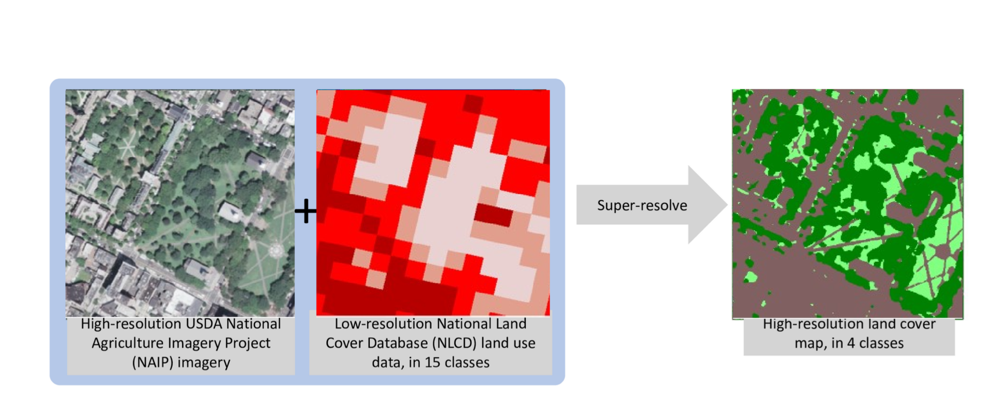 +
Super-resolve
High-resolution USDA National
Agriculture Imagery Project
(NAIP) imagery
Low-resolution National Land
Cover Database (NLCD) land use
data, in 15 classes
High-resolution land cover
map, in 4 classes